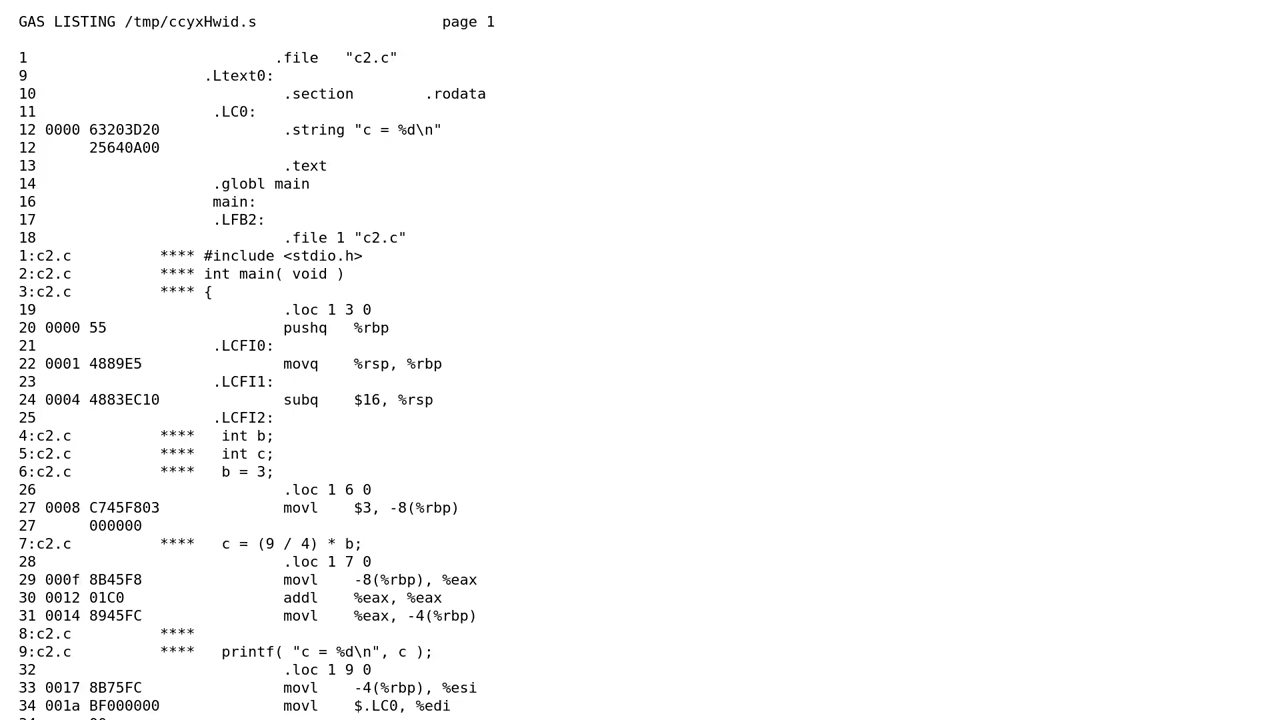 GAS LISTING /tmp/ccyxHwid.s                     page 1
1                            .file   "c2.c"
9                    .Ltext0:
10                            .section        .rodata
11                    .LC0:
12 0000 63203D20              .string "c = %d\n"
12      25640A00
13                            .text
14                    .globl main
16                    main:
17                    .LFB2:
18                            .file 1 "c2.c"
1:c2.c          **** #include <stdio.h>
2:c2.c          **** int main( void )
3:c2.c          **** {
19                            .loc 1 3 0
20 0000 55                    pushq   %rbp
21                    .LCFI0:
22 0001 4889E5                movq    %rsp, %rbp
23                    .LCFI1:
24 0004 4883EC10              subq    $16, %rsp
25                    .LCFI2:
4:c2.c          ****   int b;
5:c2.c          ****   int c;
6:c2.c          ****   b = 3;
26                            .loc 1 6 0
27 0008 C745F803              movl    $3, -8(%rbp)
27      000000
7:c2.c          ****   c = (9 / 4) * b;
28                            .loc 1 7 0
29 000f 8B45F8                movl    -8(%rbp), %eax
30 0012 01C0                  addl    %eax, %eax
31 0014 8945FC                movl    %eax, -4(%rbp)
8:c2.c          ****
9:c2.c          ****   printf( "c = %d\n", c );
32                            .loc 1 9 0
33 0017 8B75FC                movl    -4(%rbp), %esi
34 001a BF000000              movl    $.LC0, %edi